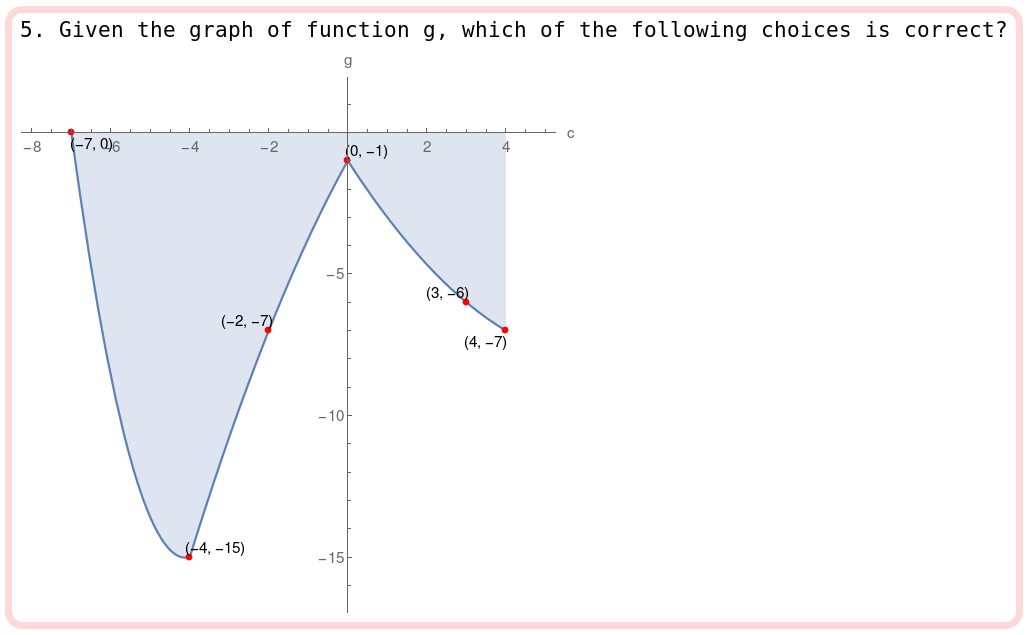 5. Given the graph of function g, which of the following choices is correct?
g
c
−8 −6 −4 −2 2 4
(−7, 0)
(0, −1)
−5
(3, −6)
(−2, −7)
(4, −7)
−10
(−4, −15)
−15